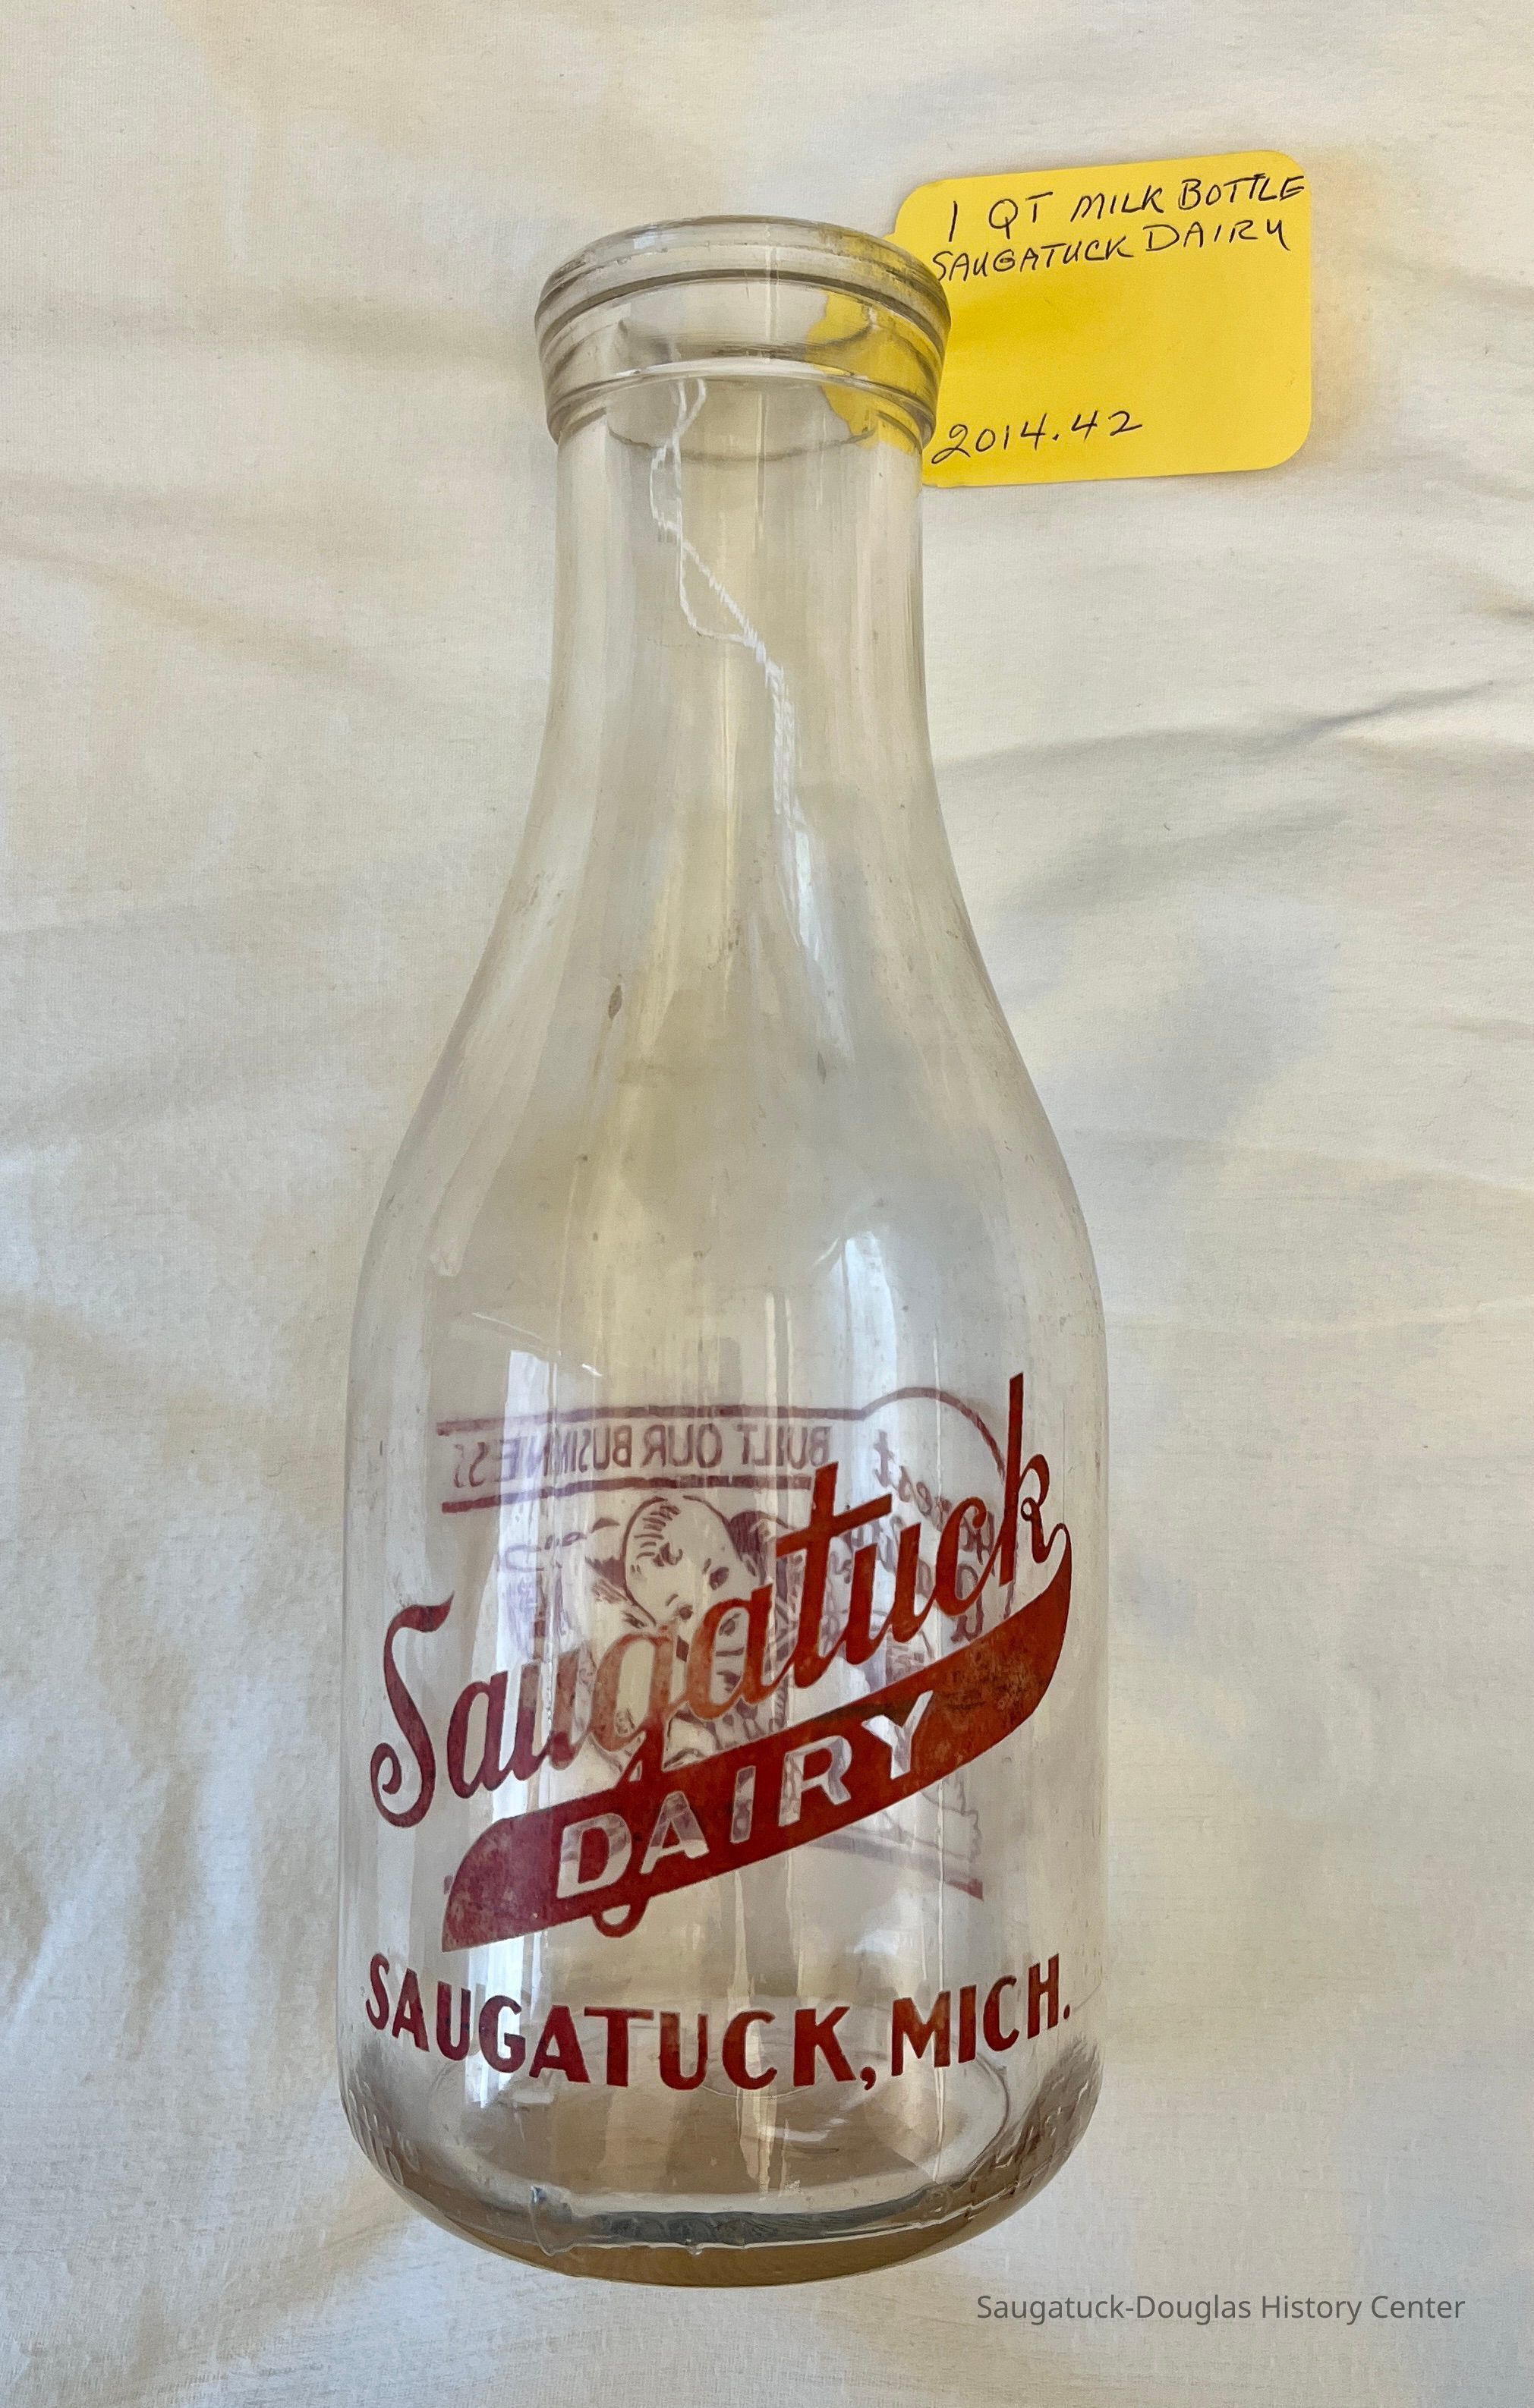 1 QT MILK BOTTLE
SAUGATUCK DAIRY
2014.42
BUILT OUR BUSINESS
Saugatuck
DAIRY
SAUGATUCK, MICH.
Saugatuck-Douglas History Center